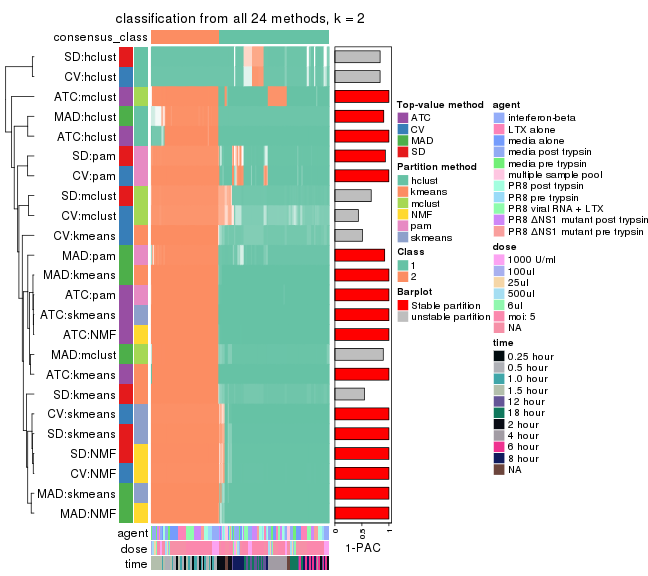 classification from all 24 methods, k = 2
consensus_class
SD:hclust
CV:hclust
ATC:mclust
MAD:hclust
ATC:hclust
SD:pam
CV:pam
SD:mclust
CV:mclust
CV:kmeans
MAD:pam
MAD:kmeans
ATC:pam
ATC:skmeans
ATC:NMF
MAD:mclust
ATC:kmeans
SD:kmeans
CV:skmeans
SD:skmeans
SD:NMF
CV:NMF
MAD:skmeans
MAD:NMF
agent
dose
time
0
0.5
1
1-PAC
Top-value method
ATC
CV
MAD
SD
Partition method
hclust
kmeans
mclust
NMF
pam
skmeans
Class
1
2
Barplot
Stable partition
unstable partition
agent
interferon-beta
LTX alone
media alone
media post trypsin
media pre trypsin
multiple sample pool
PR8 post trypsin
PR8 pre trypsin
PR8 viral RNA + LTX
PR8 ΔNS1 mutant post trypsin
PR8 ΔNS1 mutant pre trypsin
dose
1000 U/ml
100ul
25ul
500ul
6ul
moi: 5
NA
time
0.25 hour
0.5 hour
1.0 hour
1.5 hour
12 hour
18 hour
2 hour
4 hour
6 hour
8 hour
NA